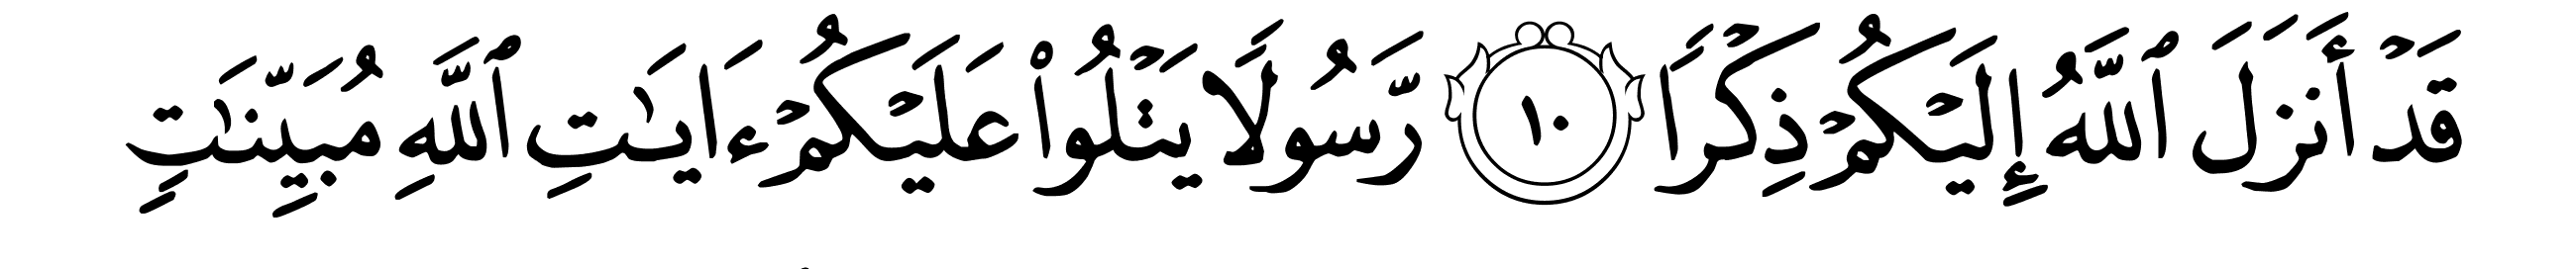 قَدۡ أَنزَلَ ٱللَّهُ إِلَيۡكُمۡ ذِكۡرٗا ١٠ رَّسُولٗا يَتۡلُواْ عَلَيۡكُمۡ ءَايَٰتِ ٱللَّهِ مُبَيِّنَٰتٖ